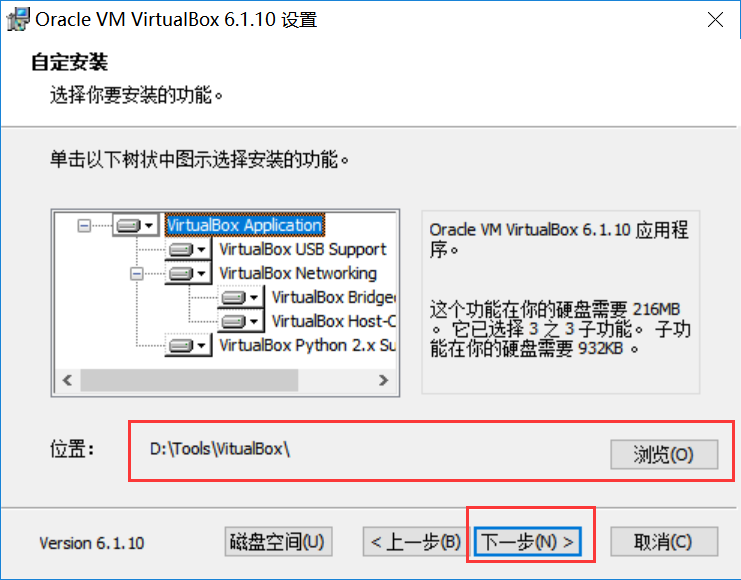 Oracle VM VirtualBox 6.1.10 设置
自定安装
选择你要安装的功能。
单击以下树状中图示选择安装的功能。
VirtualBox Application
VirtualBox USB Support
VirtualBox Networking
VirtualBox Bridge
VirtualBox Host-C
VirtualBox Python 2.x Su
Oracle VM VirtualBox 6.1.10 应用程
序。
这个功能在你的硬盘需要 216MB
。 它已选择 3 之 3 子功能。 子功
能在你的硬盘需要 932KB 。
位置:
D:\Tools\VitualBox\
浏览(O)
Version 6.1.10
磁盘空间(U)
< 上一步(B)
下一步(N) >
取消(C)